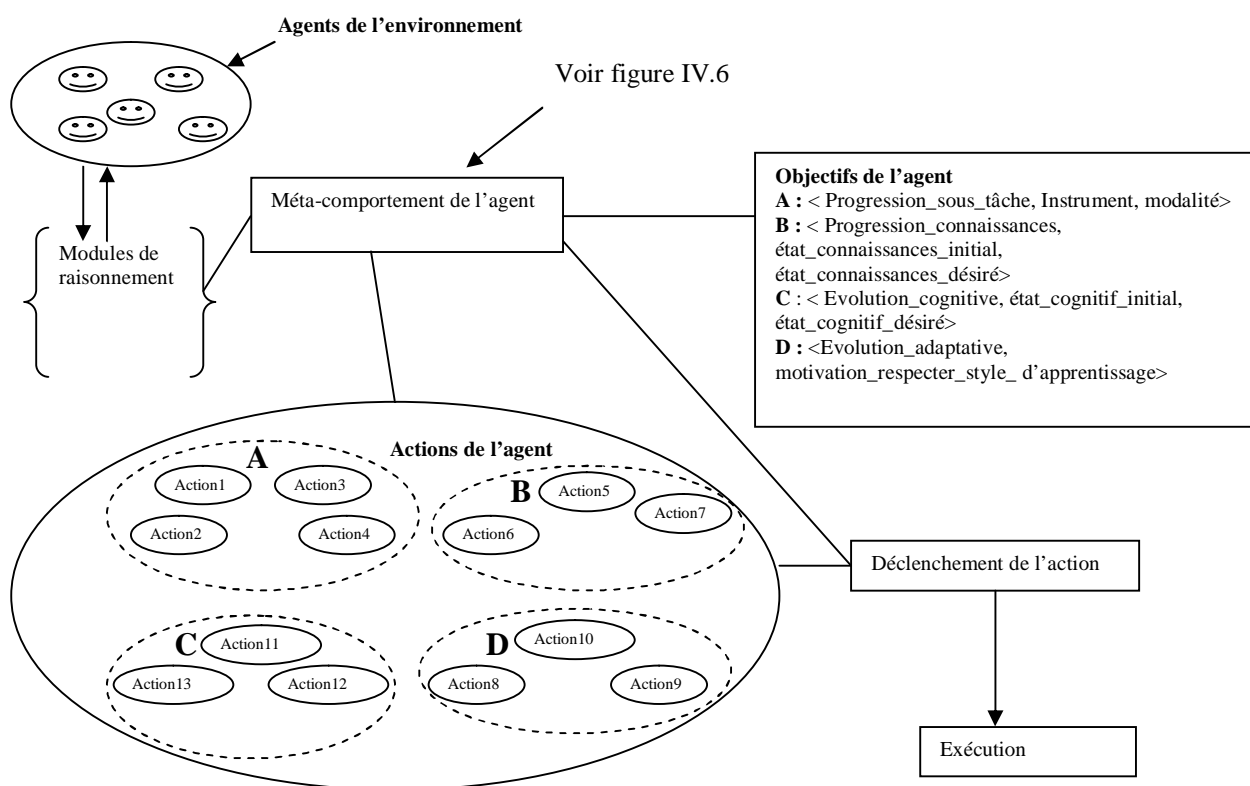 Agents de l’environnement
Voir figure IV.6
Méta-comportement de l’agent
Objectifs de l’agent
A : < Progression_sous_tâche, Instrument, modalité>
B : < Progression_connaissances,
état_connaissances_initial,
état_connaissances_désiré>
C : < Evolution_cognitive, état_cognitif_initial,
état_cognitif_désiré>
D : <Evolution_adaptative,
motivation_respecter_style_ d’apprentissage>
Modules de
raisonnement
Actions de l’agent
A
Action1
Action3
Action2
Action4
B
Action5
Action7
Action6
Déclenchement de l’action
C
Action11
Action13
Action12
D
Action10
Action8
Action9
Exécution